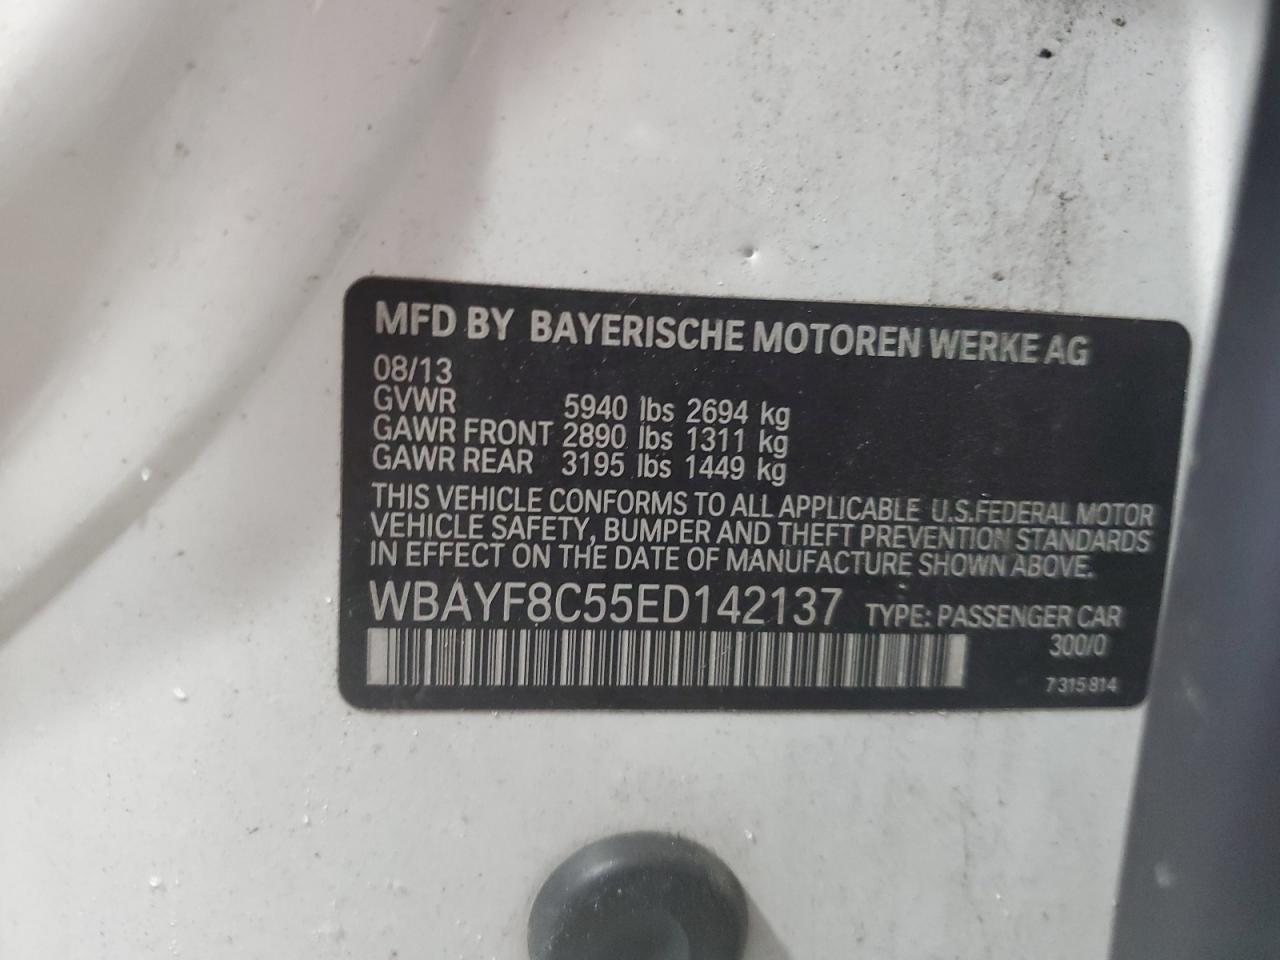 MFD BY BAYERISCHE MOTOREN WERKE AG
08/13
GVWR 5940 lbs 2694 kg
GAWR FRONT 2890 lbs 1311 kg
GAWR REAR 3195 lbs 1449 kg
THIS VEHICLE CONFORMS TO ALL APPLICABLE U.S.FEDERAL MOTOR
VEHICLE SAFETY, BUMPER AND THEFT PREVENTION STANDARDS
IN EFFECT ON THE DATE OF MANUFACTURE SHOWN ABOVE.
WBAYF8C55ED142137 TYPE: PASSENGER CAR
300/0
7 315 814